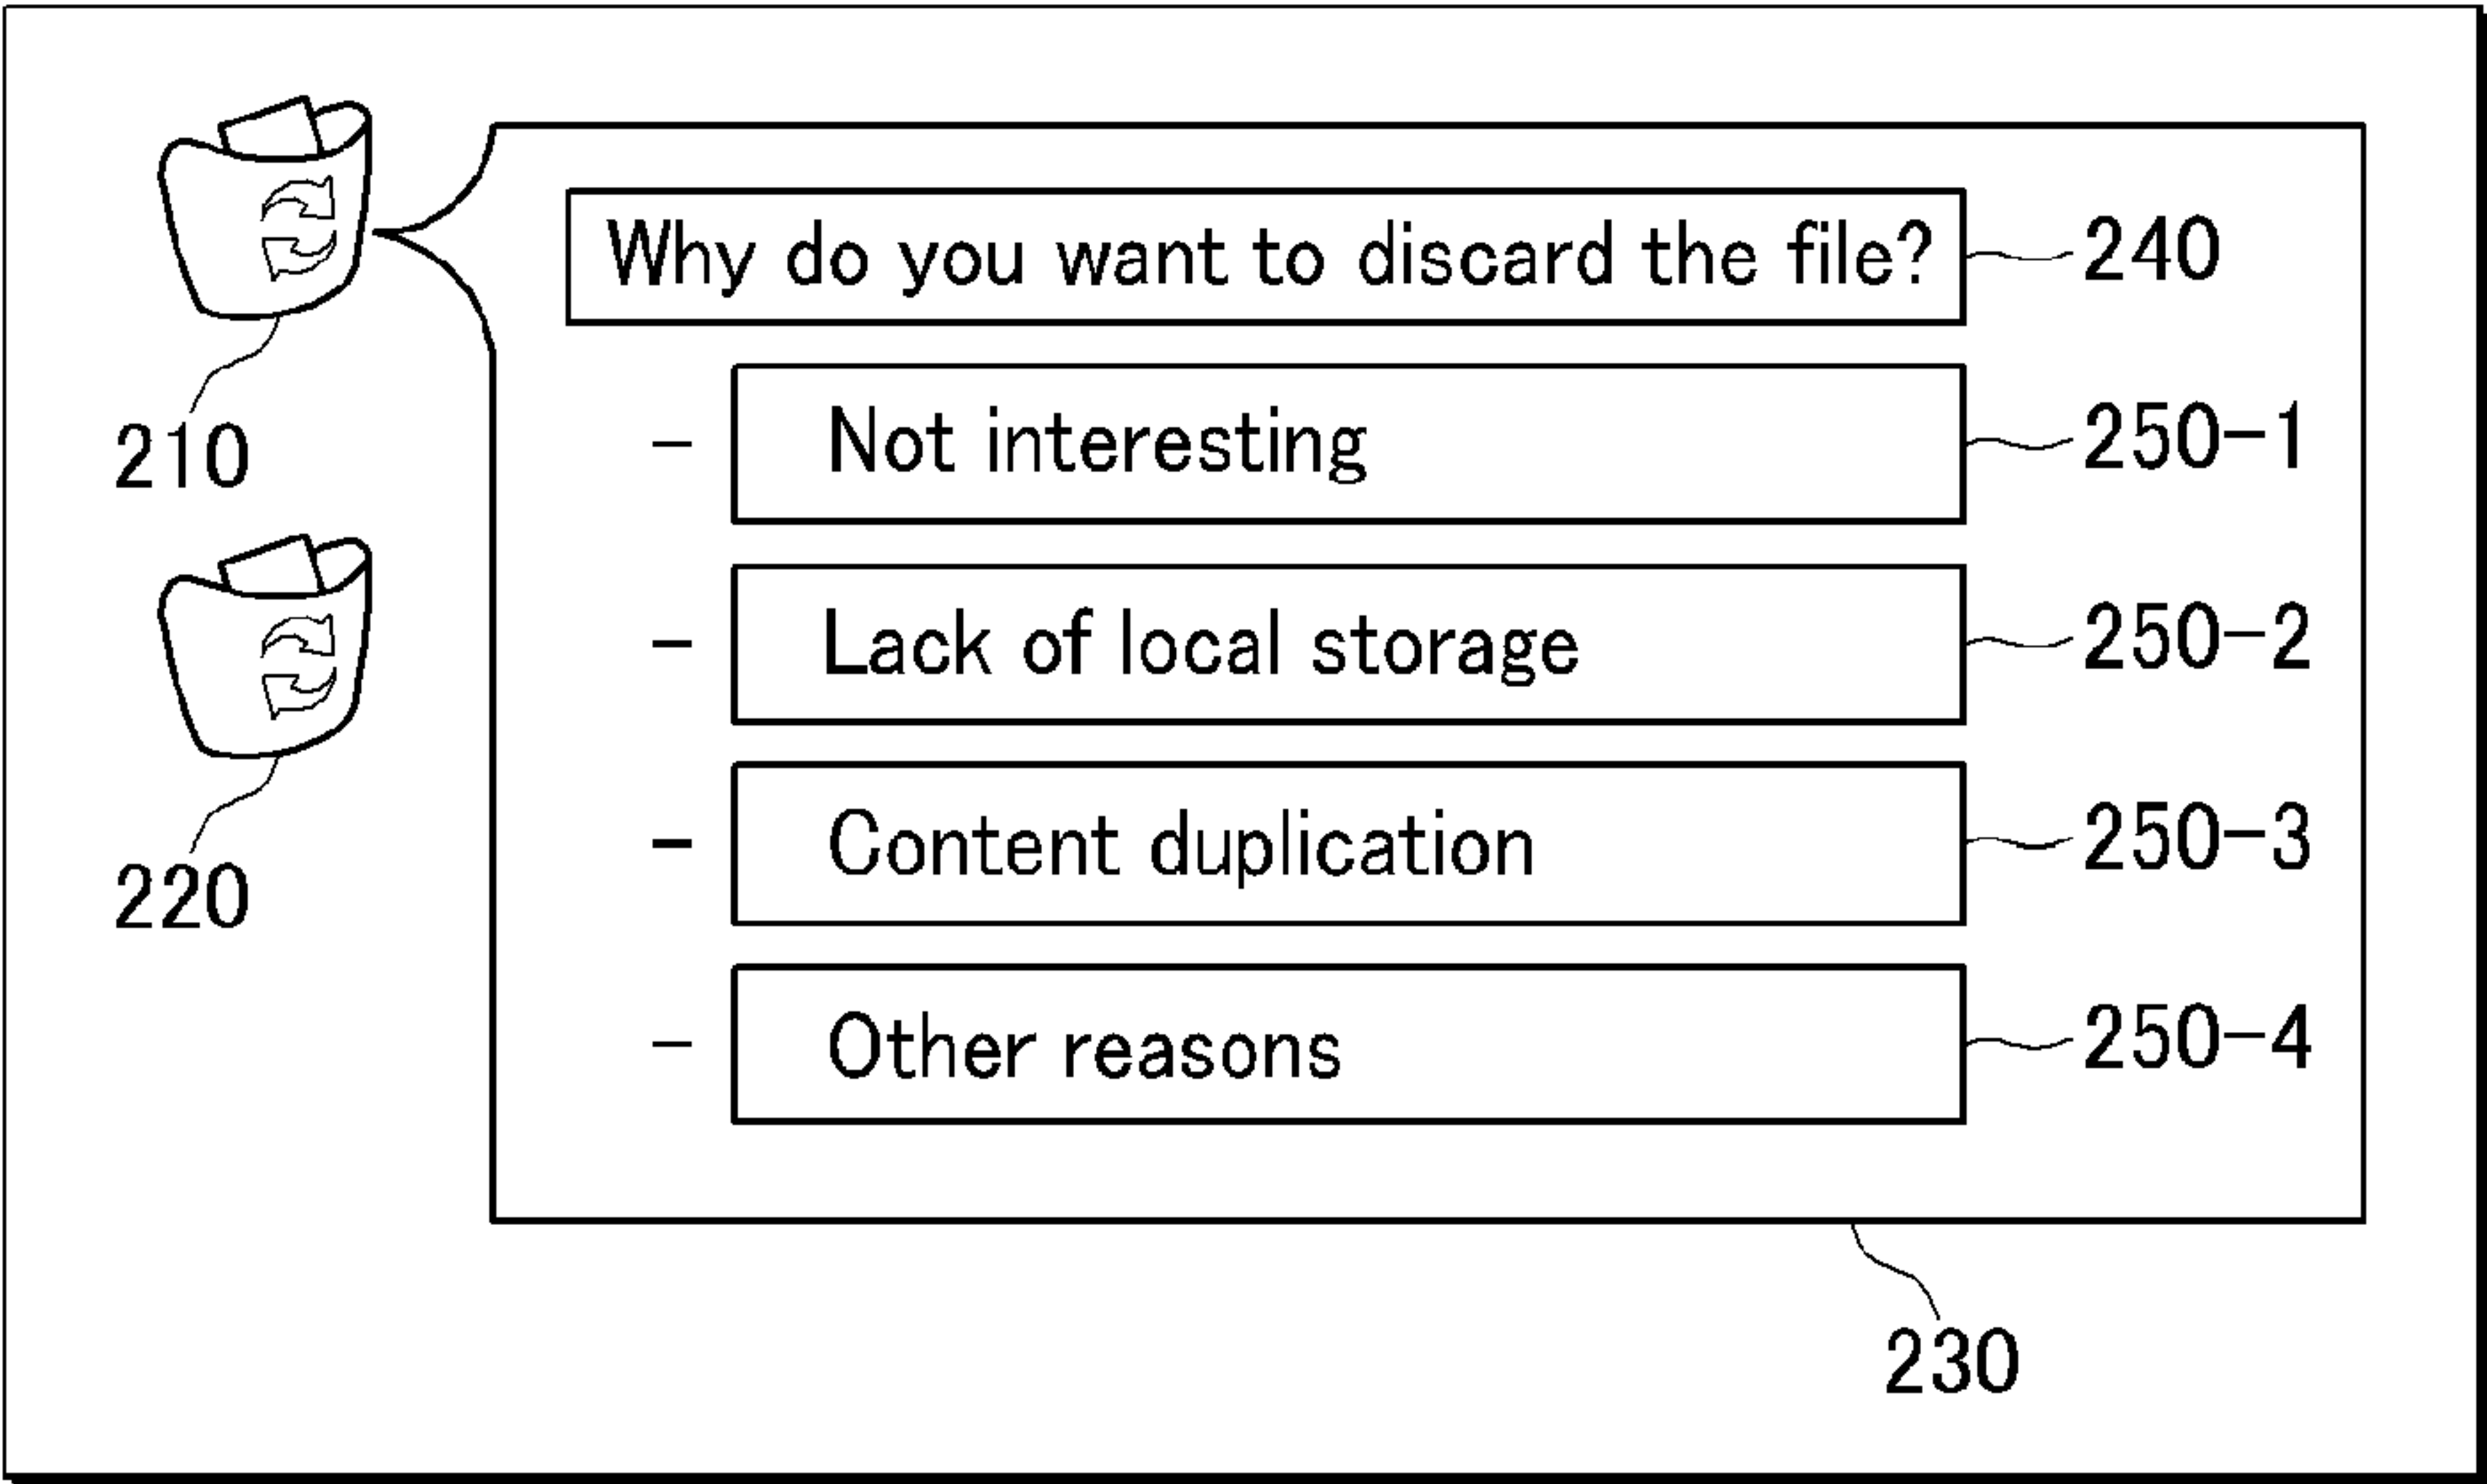 Why do you want to discard the file? 240
210
- Not interesting 250-1
- Lack of local storage 250-2
220
- Content duplication 250-3
- Other reasons 250-4
230